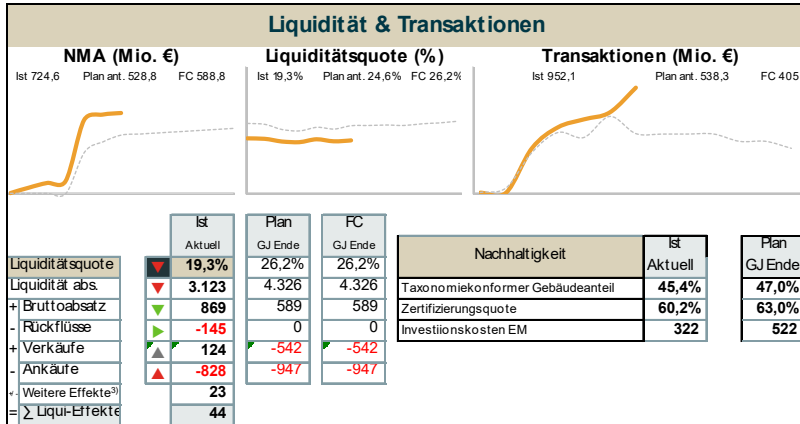 Liquidität & Transaktionen
NMA (Mio. €)
Ist 724,6 Plan ant. 528,8 FC 588,8
Liquiditätsquote (%)
Ist 19,3% Plan ant. 24,6% FC 26,2%
Transaktionen (Mio. €)
Ist 952,1 Plan ant. 538,3 FC 405
Ist Plan FC
Aktuell GJ Ende GJ Ende
Liquiditätsquote 19,3% 26,2% 26,2%
Liquidität abs. 3.123 4.326 4.326
+ Bruttoabsatz 869 589 589
- Rückflüsse -145 0 0
+ Verkäufe 124 -542 -542
- Ankäufe -828 -947 -947
+/- Weitere Effekte³⁾ 23
= ∑ Liqui-Effekte 44
Nachhaltigkeit Ist Plan
Aktuell GJ Ende
Taxonomiekonformer Gebäudeanteil 45,4% 47,0%
Zertifizierungsquote 60,2% 63,0%
Investiionskosten EM 322 522